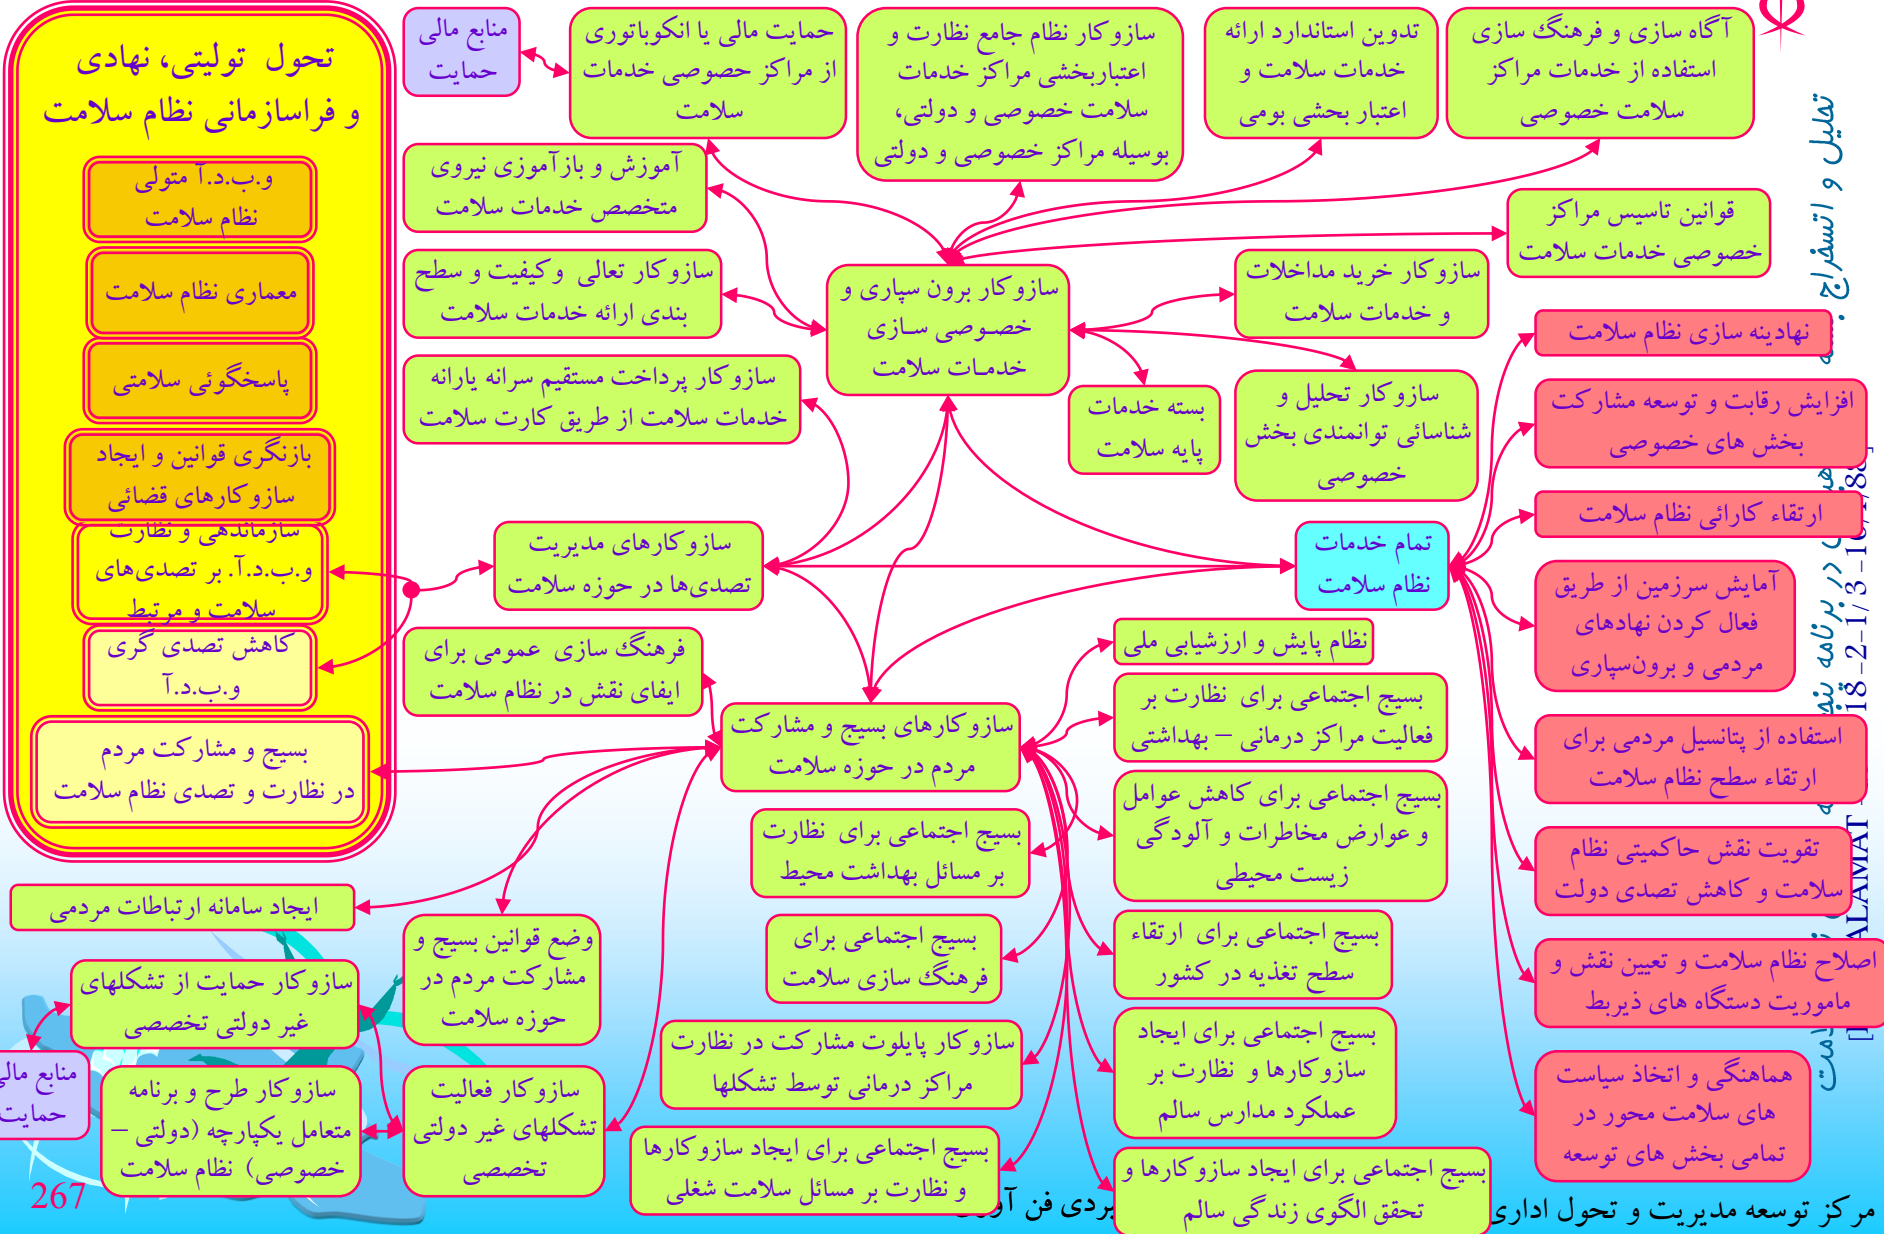 تحول تولیتی، نهادی
و فراسازمانی نظام سلامت
و.ب.د.آ متولی
نظام سلامت
معماری نظام سلامت
پاسخگوئی سلامتی
بازنگری قوانین و ایجاد
سازوکارهای قضائی
سازماندهی و نظارت
و.ب.د.آ. بر تصدی‌های
سلامت و مرتبط
کاهش تصدی گری
و.ب.د.آ
بسیج و مشارکت مردم
در نظارت و تصدی نظام سلامت
منابع مالی
حمایت
حمایت مالی یا انکوباتوری
از مراکز حصوصی خدمات
سلامت
سازوکار نظام جامع نظارت و
اعتباربخشی مراکز خدمات
سلامت خصوصی و دولتی،
بوسیله مراکز خصوصی و دولتی
تدوین استاندارد ارائه
خدمات سلامت و
اعتبار بحشی بومی
آگاه سازی و فرهنگ سازی
استفاده از خدمات مراکز
سلامت خصوصی
آموزش و بازآموزی نیروی
متخصص خدمات سلامت
قوانین تاسیس مراکز
خصوصی خدمات سلامت
سازوکار تعالی وکیفیت و سطح
بندی ارائه خدمات سلامت
سازوکار برون سپاری و
خصوصی سازی
خدمات سلامت
سازوکار خرید مداخلات
و خدمات سلامت
سازوکار پرداخت مستقیم سرانه یارانه
خدمات سلامت از طریق کارت سلامت
بسته خدمات
پایه سلامت
سازوکار تحلیل و
شناسائی توانمندی بخش
خصوصی
نهادینه سازی نظام سلامت
افزایش رقابت و توسعه مشارکت
بخش های خصوصی
ارتقاء کارائی نظام سلامت
آمایش سرزمین از طریق
فعال کردن نهادهای
مردمی و برون‌سپاری
استفاده از پتانسیل مردمی برای
ارتقاء سطح نظام سلامت
تقویت نقش حاکمیتی نظام
سلامت و کاهش تصدی دولت
اصلاح نظام سلامت و تعیین نقش و
ماموریت دستگاه های ذیربط
هماهنگی و اتخاذ سیاست
های سلامت محور در
تمامی بخش های توسعه
سازوکارهای مدیریت
تصدی‌ها در حوزه سلامت
تمام خدمات
نظام سلامت
فرهنگ سازی عمومی برای
ایفای نقش در نظام سلامت
سازوکارهای بسیج و مشارکت
مردم در حوزه سلامت
نظام پایش و ارزشیابی ملی
بسیج اجتماعی برای نظارت بر
فعالیت مراکز درمانی – بهداشتی
بسیج اجتماعی برای کاهش عوامل
و عوارض مخاطرات و آلودگی
زیست محیطی
بسیج اجتماعی برای نظارت
بر مسائل بهداشت محیط
بسیج اجتماعی برای ارتقاء
سطح تغذیه در کشور
بسیج اجتماعی برای
فرهنگ سازی سلامت
بسیج اجتماعی برای ایجاد
سازوکارها و نظارت بر
عملکرد مدارس سالم
سازوکار پایلوت مشارکت در نظارت
مراکز درمانی توسط تشکلها
بسیج اجتماعی برای ایجاد سازوکارها
و نظارت بر مسائل سلامت شغلی
بسیج اجتماعی برای ایجاد سازوکارها و
تحقق الگوی زندگی سالم
ایجاد سامانه ارتباطات مردمی
وضع قوانین بسیج و
مشارکت مردم در
حوزه سلامت
سازوکار حمایت از تشکلهای
غیر دولتی تخصصی
منابع مالی
حمایت
سازوکار طرح و برنامه
متعامل یکپارچه (دولتی –
خصوصی) نظام سلامت
سازوکار فعالیت
تشکلهای غیر دولتی
تخصصی
تحلیل و استفراج
در برنامه
ALAMAT
18-2-1/3-1
مرکز توسعه مدیریت و تحول اداری
بردی فن
267